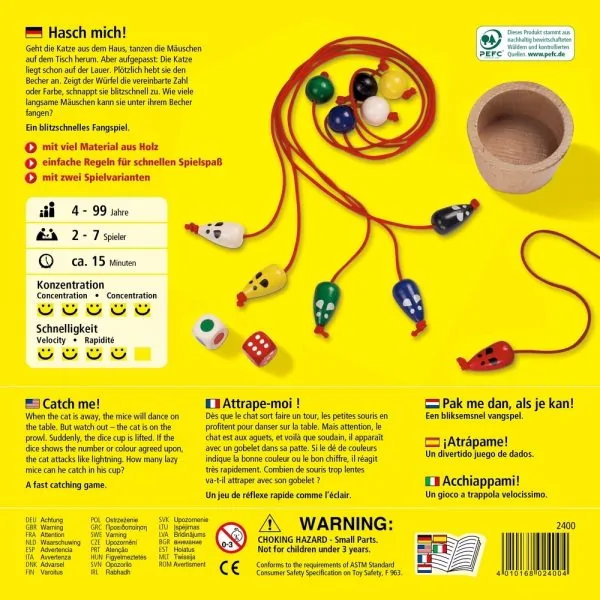 Hasch mich!
Geht die Katze aus dem Haus, tanzen die Mäuschen
auf dem Tisch herum. Aber aufgepasst: Die Katze
liegt schon auf der Lauer. Plötzlich hebt sie den
Becher an. Zeigt der Würfel die vereinbarte Zahl
oder Farbe, schnappt sie blitzschnell zu. Wie viele
langsame Mäuschen kann sie unter ihrem Becher
fangen?
Ein blitzschnelles Fangspiel.
mit viel Material aus Holz
einfache Regeln für schnellen Spielspaß
mit zwei Spielvarianten
PEFC
Dieses Produkt stammt aus
nachhaltig bewirtschafteten
Wäldern und kontrollierten
Quellen. www.pefc.de
4 - 99 Jahre
2 - 7 Spieler
ca. 15 Minuten
Konzentration
Concentration • Concentration
Schnelligkeit
Velocity • Rapidité
Catch me!
When the cat is away, the mice will dance on
the table. But watch out – the cat is on the
prowl. Suddenly, the dice cup is lifted. If the
dice shows the number or colour agreed upon,
the cat attacks like lightning. How many lazy
mice can he catch in his cup?
A fast catching game.
Attrape-moi !
Dès que le chat sort faire un tour, les petites souris en
profitent pour danser sur la table. Mais attention, le
chat est aux aguets, et voilà que soudain, il apparaît
avec un gobelet dans sa patte. Si le dé de couleurs
indique la bonne couleur ou le bon chiffre, il réagit
très rapidement. Combien de souris trop lentes
va-t-il attraper avec son gobelet ?
Un jeu de réflexe rapide comme l'éclair.
Pak me dan, als je kan!
Een bliksemsnel vangspel.
¡Atrápame!
Un divertido juego de dados.
Acchiappami!
Un gioco a trappola velocissimo.
DEU Achtung
GBR Warning
FRA Attention
NLD Waarschuwing
ESP Advertencia
ITA Avvertenza
DNK Advarsel
FIN Varoitus
POL Ostrzeżenie
GRC Προειδοποίηση
SWE Varning
CZE Upozornění
PRT Atenção
HUN Figyelmeztetés
SVN Opozorilo
IRL Rabhadh
SVK Upozornenie
LTU Įspėjimas
LVA Brīdinājums
BGR внимание
EST Hoiatus
MLT Twissija
ROM Avertisment
0-3
WARNING:
CHOKING HAZARD - Small Parts.
Not for children under 3 years.
CE
Conforms to the requirements of ASTM Standard
Consumer Safety Specification on Toy Safety, F 963.
2400
4 010168 024004